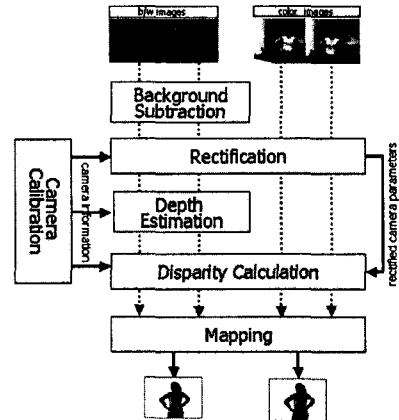 b/w images
color images
Background
Subtraction
Rectification
Camera
Calibration
camera information
Depth
Estimation
rectified camera parameters
Disparity Calculation
Mapping